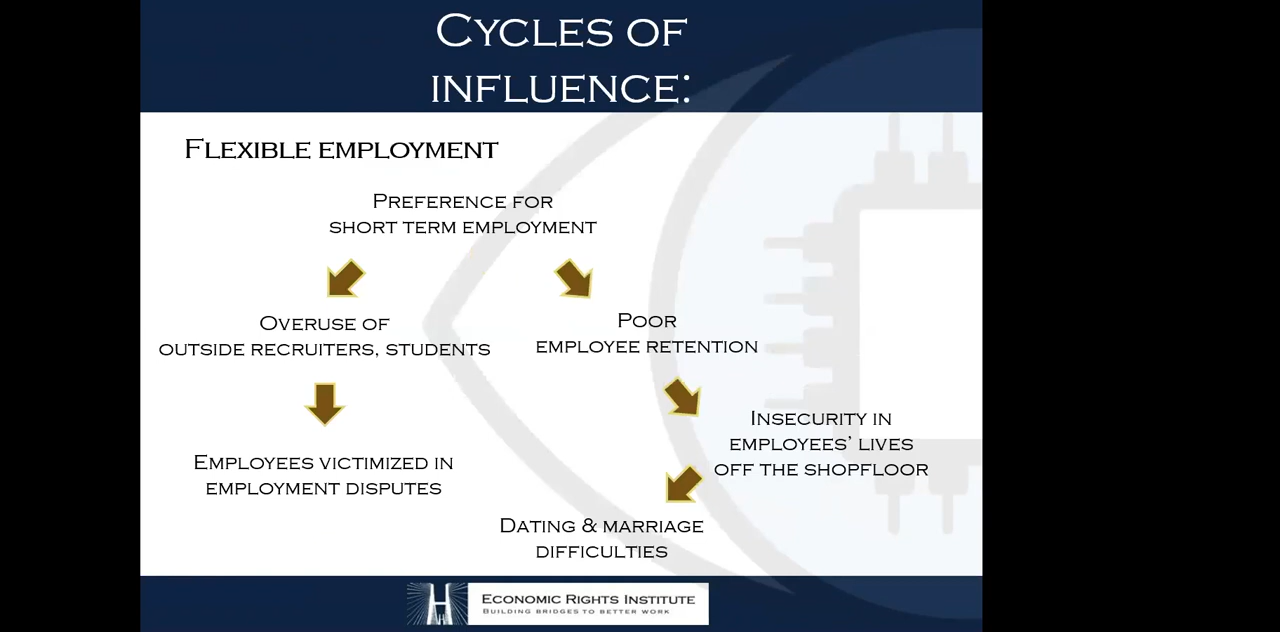 CYCLES OF
INFLUENCE:
FLEXIBLE EMPLOYMENT
PREFERENCE FOR
SHORT TERM EMPLOYMENT
OVERUSE OF
OUTSIDE RECRUITERS, STUDENTS
POOR
EMPLOYEE RETENTION
EMPLOYEES VICTIMIZED IN
EMPLOYMENT DISPUTES
INSECURITY IN
EMPLOYEES’ LIVES
OFF THE SHOPFLOOR
DATING & MARRIAGE
DIFFICULTIES
H
ECONOMIC RIGHTS INSTITUTE
BUILDING BRIDGES TO BETTER WORK